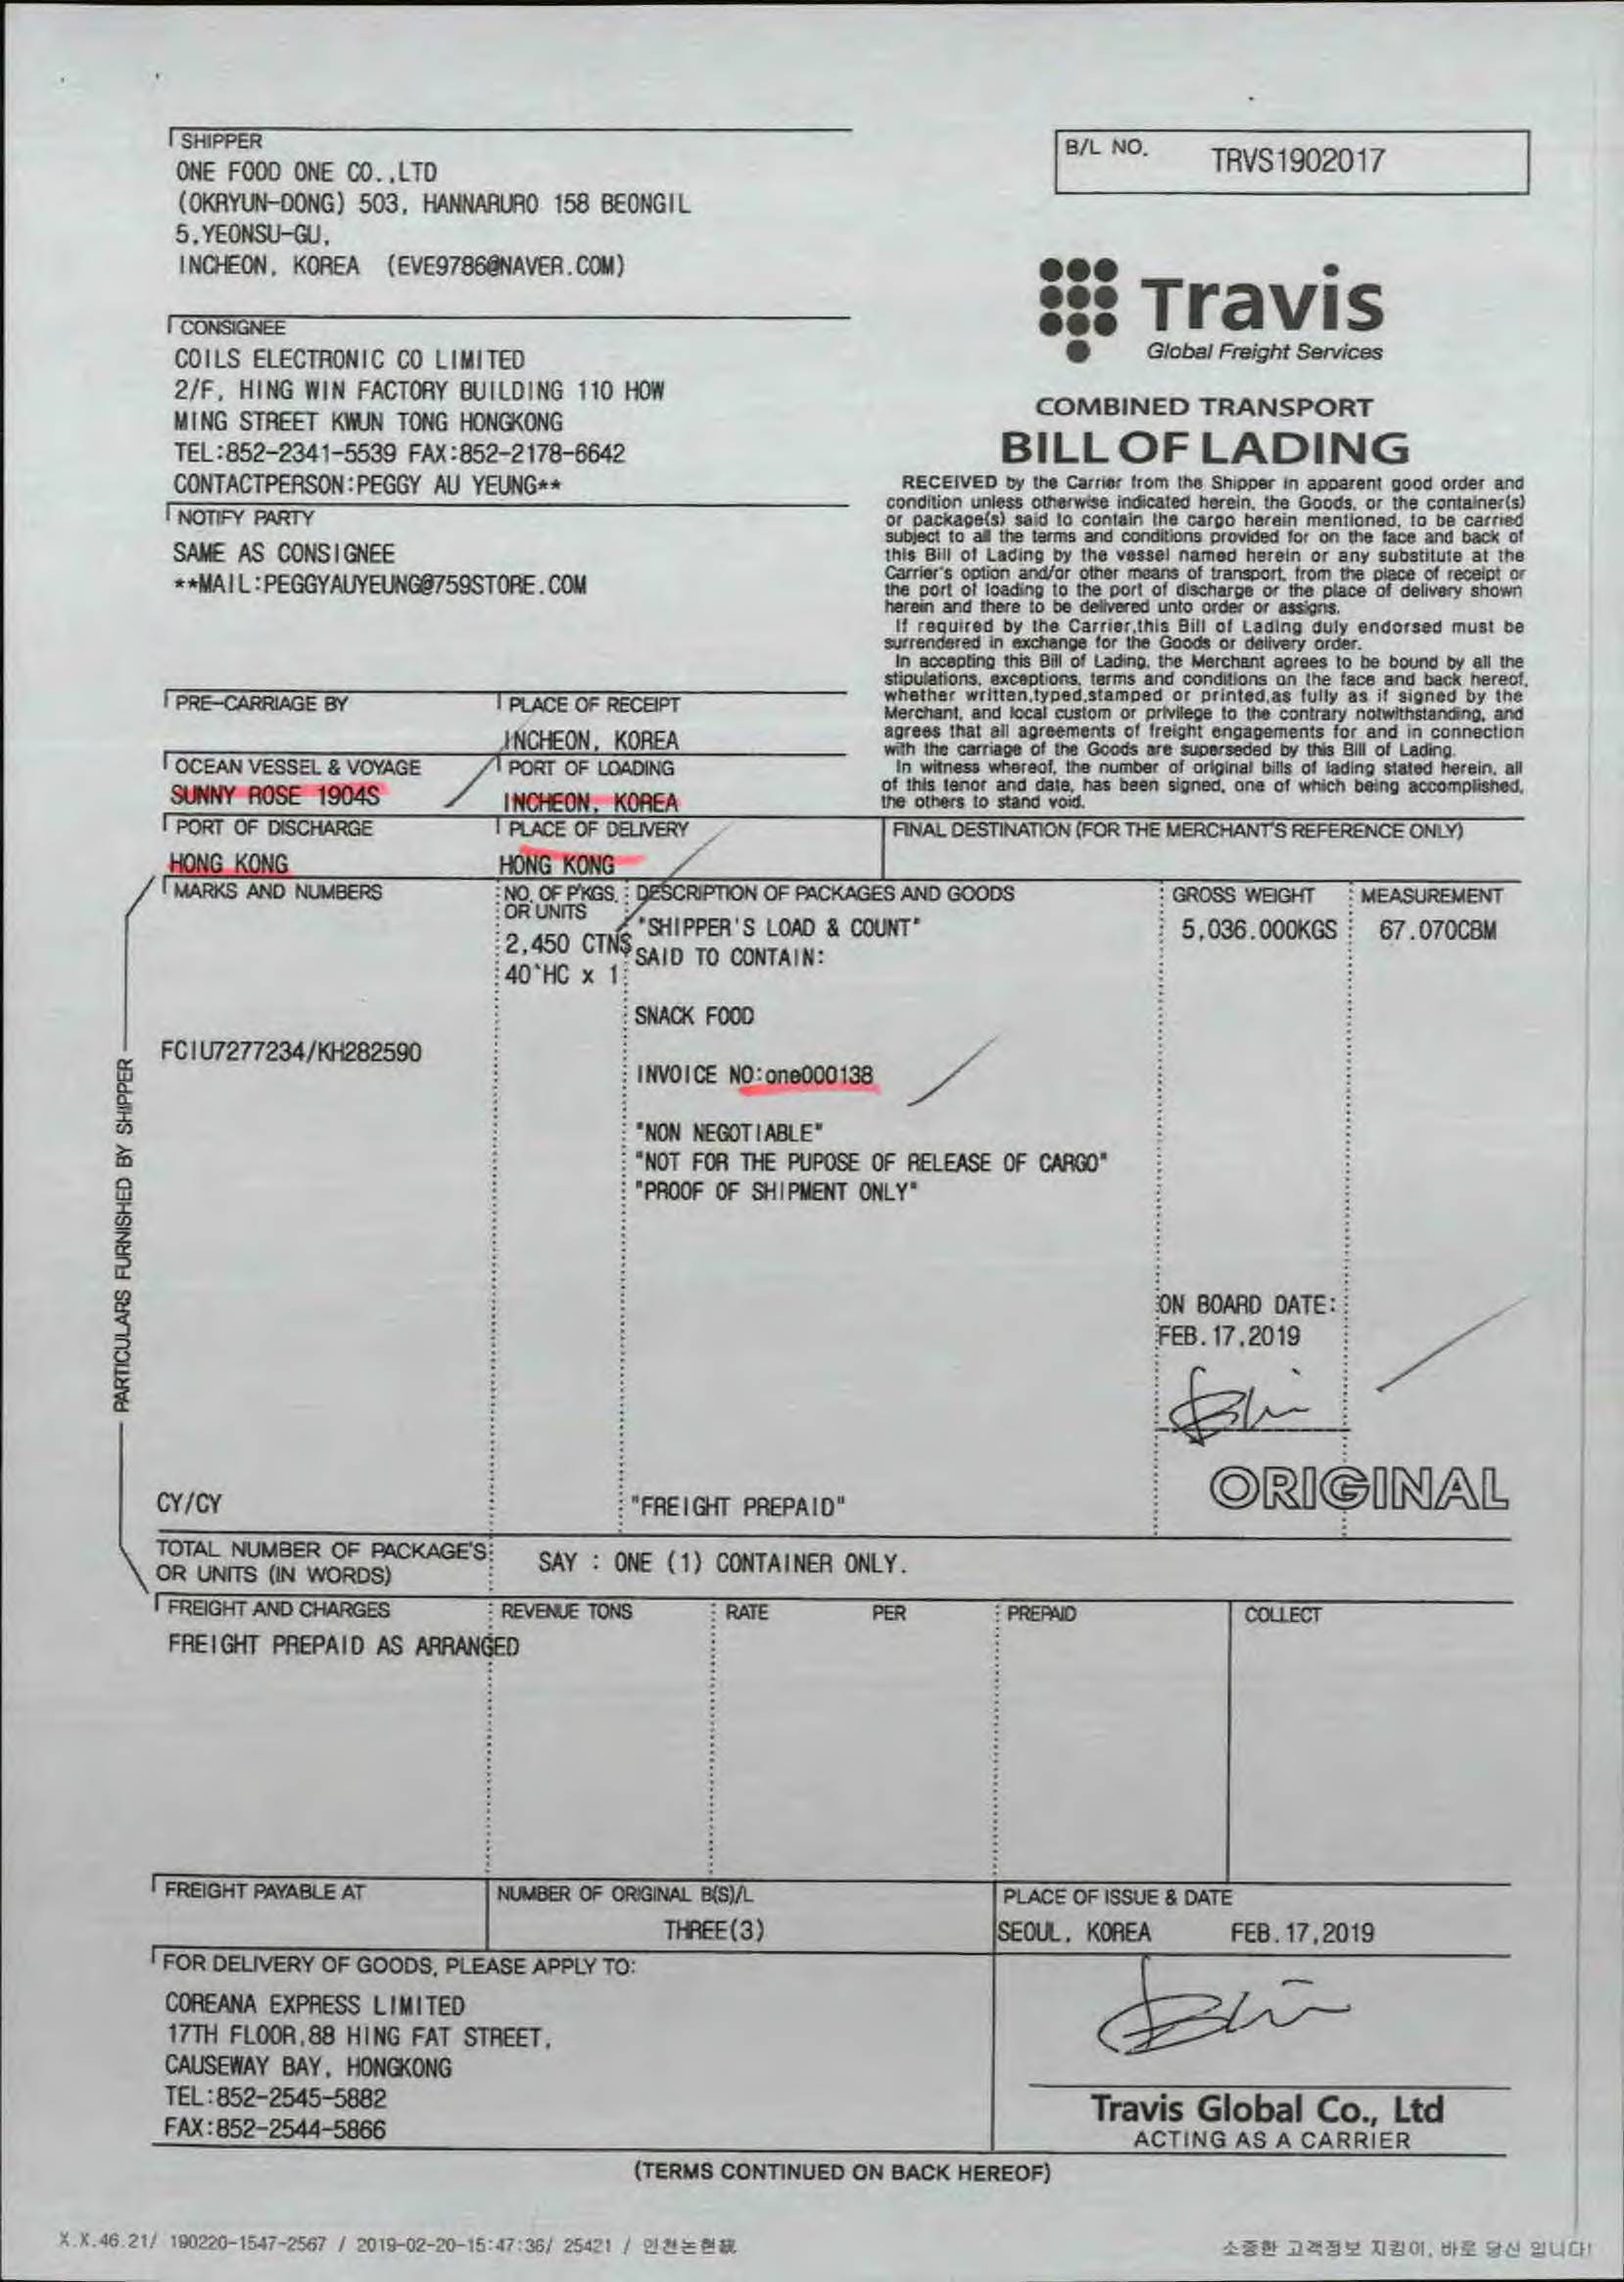 SHIPPER
ONE FOOD ONE CO.,LTD
(OKRYUN-DONG) 503, HANNARURO 158 BEONGIL
5,YEONSU-GU,
INCHEON, KOREA (EVE9786@NAVER.COM)
B/L NO. TRVS1902017
CONSIGNEE
COILS ELECTRONIC CO LIMITED
2/F, HING WIN FACTORY BUILDING 110 HOW
MING STREET KWUN TONG HONGKONG
TEL:852-2341-5539 FAX:852-2178-6642
CONTACTPERSON:PEGGY AU YEUNG**
NOTIFY PARTY
SAME AS CONSIGNEE
**MAIL:PEGGYAUYEUNG@759STORE.COM
Travis
Global Freight Services
COMBINED TRANSPORT
BILL OF LADING
RECEIVED by the Carrier from the Shipper in apparent good order and
condition unless otherwise indicated herein, the Goods, or the container(s)
or package(s) said to contain the cargo herein mentioned, to be carried
subject to all the terms and conditions provided for on the face and back of
this Bill of Lading by the vessel named herein or any substitute at the
Carrier's option and/or other means of transport, from the place of receipt or
the port of loading to the port of discharge or the place of delivery shown
herein and there to be delivered unto order or assigns.
If required by the Carrier,this Bill of Lading duly endorsed must be
surrendered in exchange for the Goods or delivery order.
In accepting this Bill of Lading, the Merchant agrees to be bound by all the
stipulations, exceptions, terms and conditions on the face and back hereof,
whether written,typed,stamped or printed,as fully as if signed by the
Merchant, and local custom or privilege to the contrary notwithstanding, and
agrees that all agreements of freight engagements for and in connection
with the carriage of the Goods are superseded by this Bill of Lading.
In witness whereof, the number of original bills of lading stated herein, all
of this tenor and date, has been signed, one of which being accomplished,
the others to stand void.
PRE-CARRIAGE BY
PLACE OF RECEIPT
INCHEON, KOREA
OCEAN VESSEL & VOYAGE
SUNNY ROSE 1904S
PORT OF LOADING
INCHEON, KOREA
PORT OF DISCHARGE
HONG KONG
PLACE OF DELIVERY
HONG KONG
FINAL DESTINATION (FOR THE MERCHANT'S REFERENCE ONLY)
PARTICULARS FURNISHED BY SHIPPER
MARKS AND NUMBERS
NO. OF P'KGS.
OR UNITS
DESCRIPTION OF PACKAGES AND GOODS
GROSS WEIGHT
MEASUREMENT
2,450 CTNS
40'HC x 1
"SHIPPER'S LOAD & COUNT"
SAID TO CONTAIN:
5,036.000KGS
67.070CBM
SNACK FOOD
FCIU7277234/KH282590
INVOICE NO:one000138
"NON NEGOTIABLE"
"NOT FOR THE PUPOSE OF RELEASE OF CARGO"
"PROOF OF SHIPMENT ONLY"
ON BOARD DATE:
FEB.17,2019
ORIGINAL
CY/CY
"FREIGHT PREPAID"
TOTAL NUMBER OF PACKAGE'S
OR UNITS (IN WORDS)
SAY : ONE (1) CONTAINER ONLY.
FREIGHT AND CHARGES
REVENUE TONS
RATE
PER
PREPAID
COLLECT
FREIGHT PREPAID AS ARRANGED
FREIGHT PAYABLE AT
NUMBER OF ORIGINAL B(S)/L
THREE(3)
PLACE OF ISSUE & DATE
SEOUL, KOREA FEB.17,2019
FOR DELIVERY OF GOODS, PLEASE APPLY TO:
COREANA EXPRESS LIMITED
17TH FLOOR,88 HING FAT STREET,
CAUSEWAY BAY, HONGKONG
TEL:852-2545-5882
FAX:852-2544-5866
Travis Global Co., Ltd
ACTING AS A CARRIER
(TERMS CONTINUED ON BACK HEREOF)
X.X.46.21/ 190220-1547-2567 / 2019-02-20-15:47:36/ 25421 / 인천논현
소중한 고객정보 지킴이, 바로 당신 입니다!